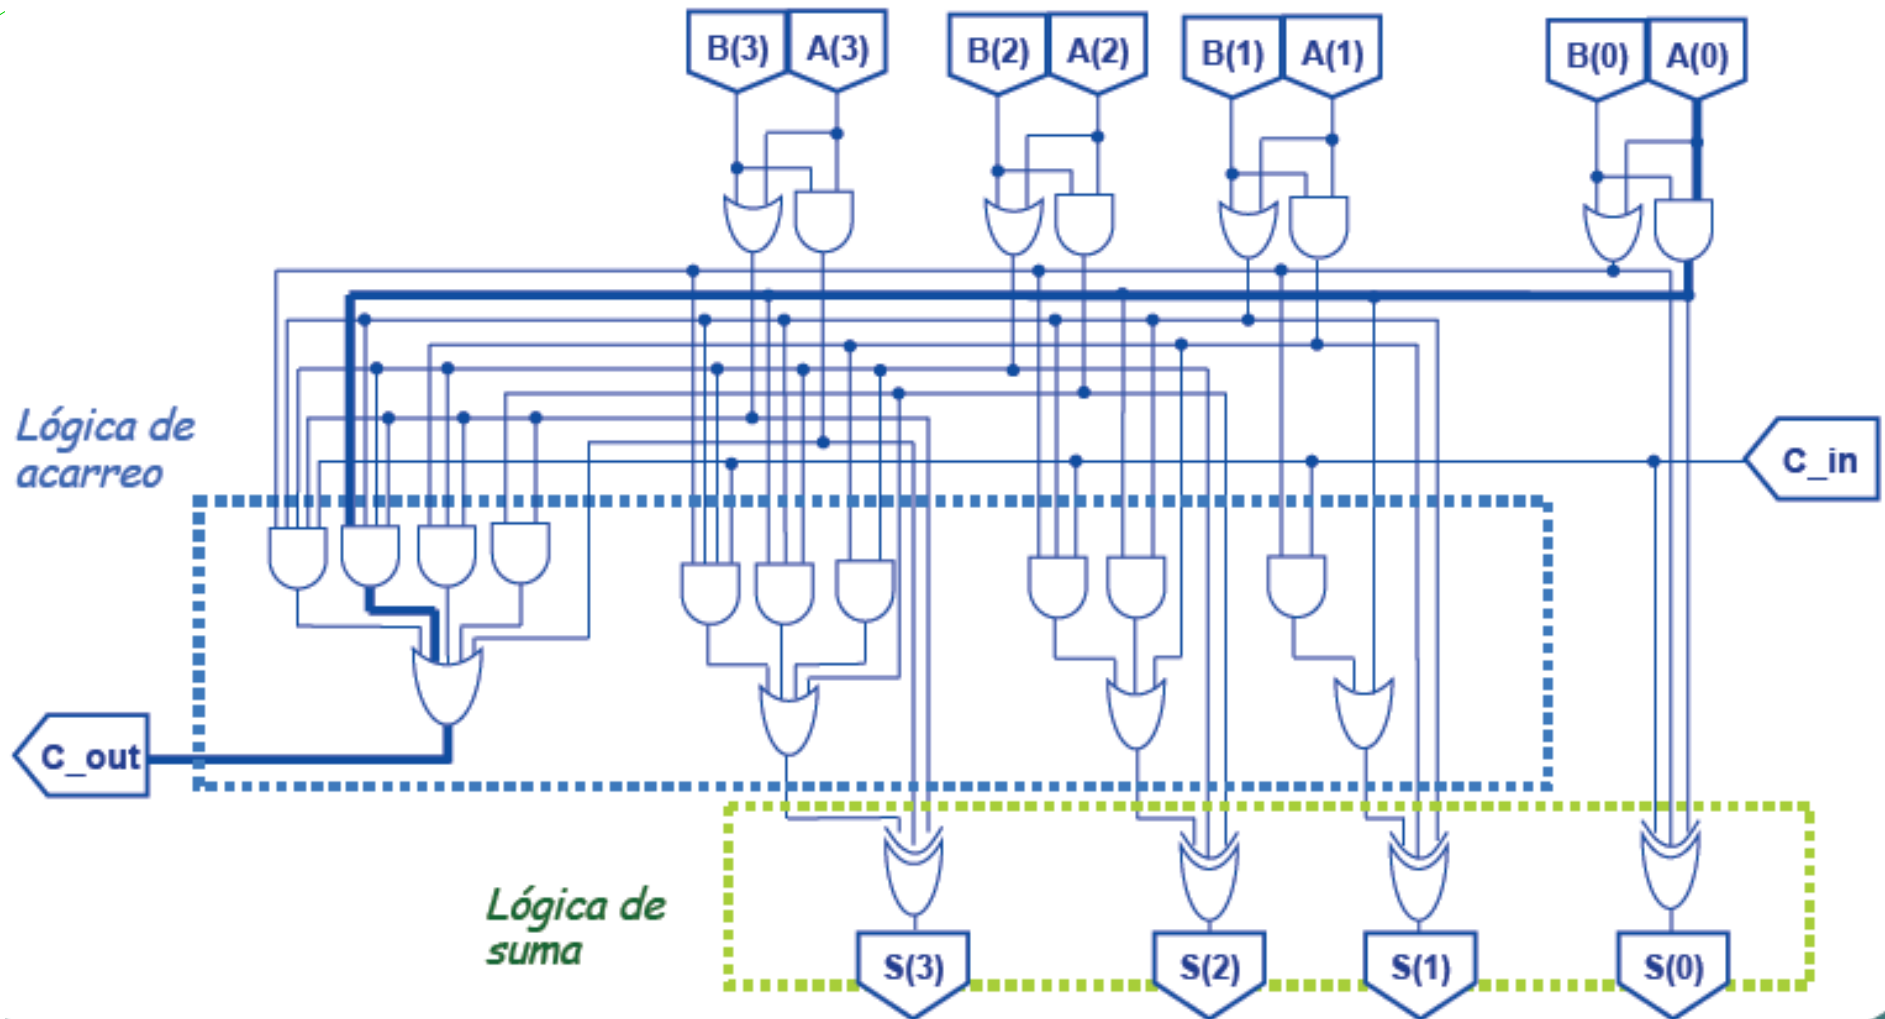 B(3) A(3) B(2) A(2) B(1) A(1) B(0) A(0)
Lógica de
acarreo
C_in
C_out
Lógica de
suma
S(3) S(2) S(1) S(0)